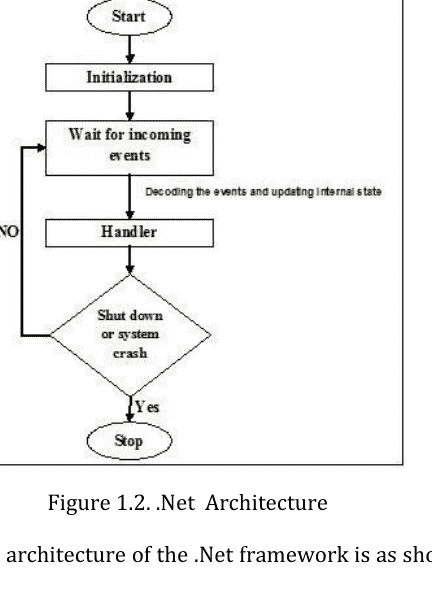 Start
Initialization
Wait for incoming
events
Decoding the events and updating internal state
NO
Handler
Shut down
or system
crash
Yes
Stop
Figure 1.2. .Net Architecture
architecture of the .Net framework is as sho